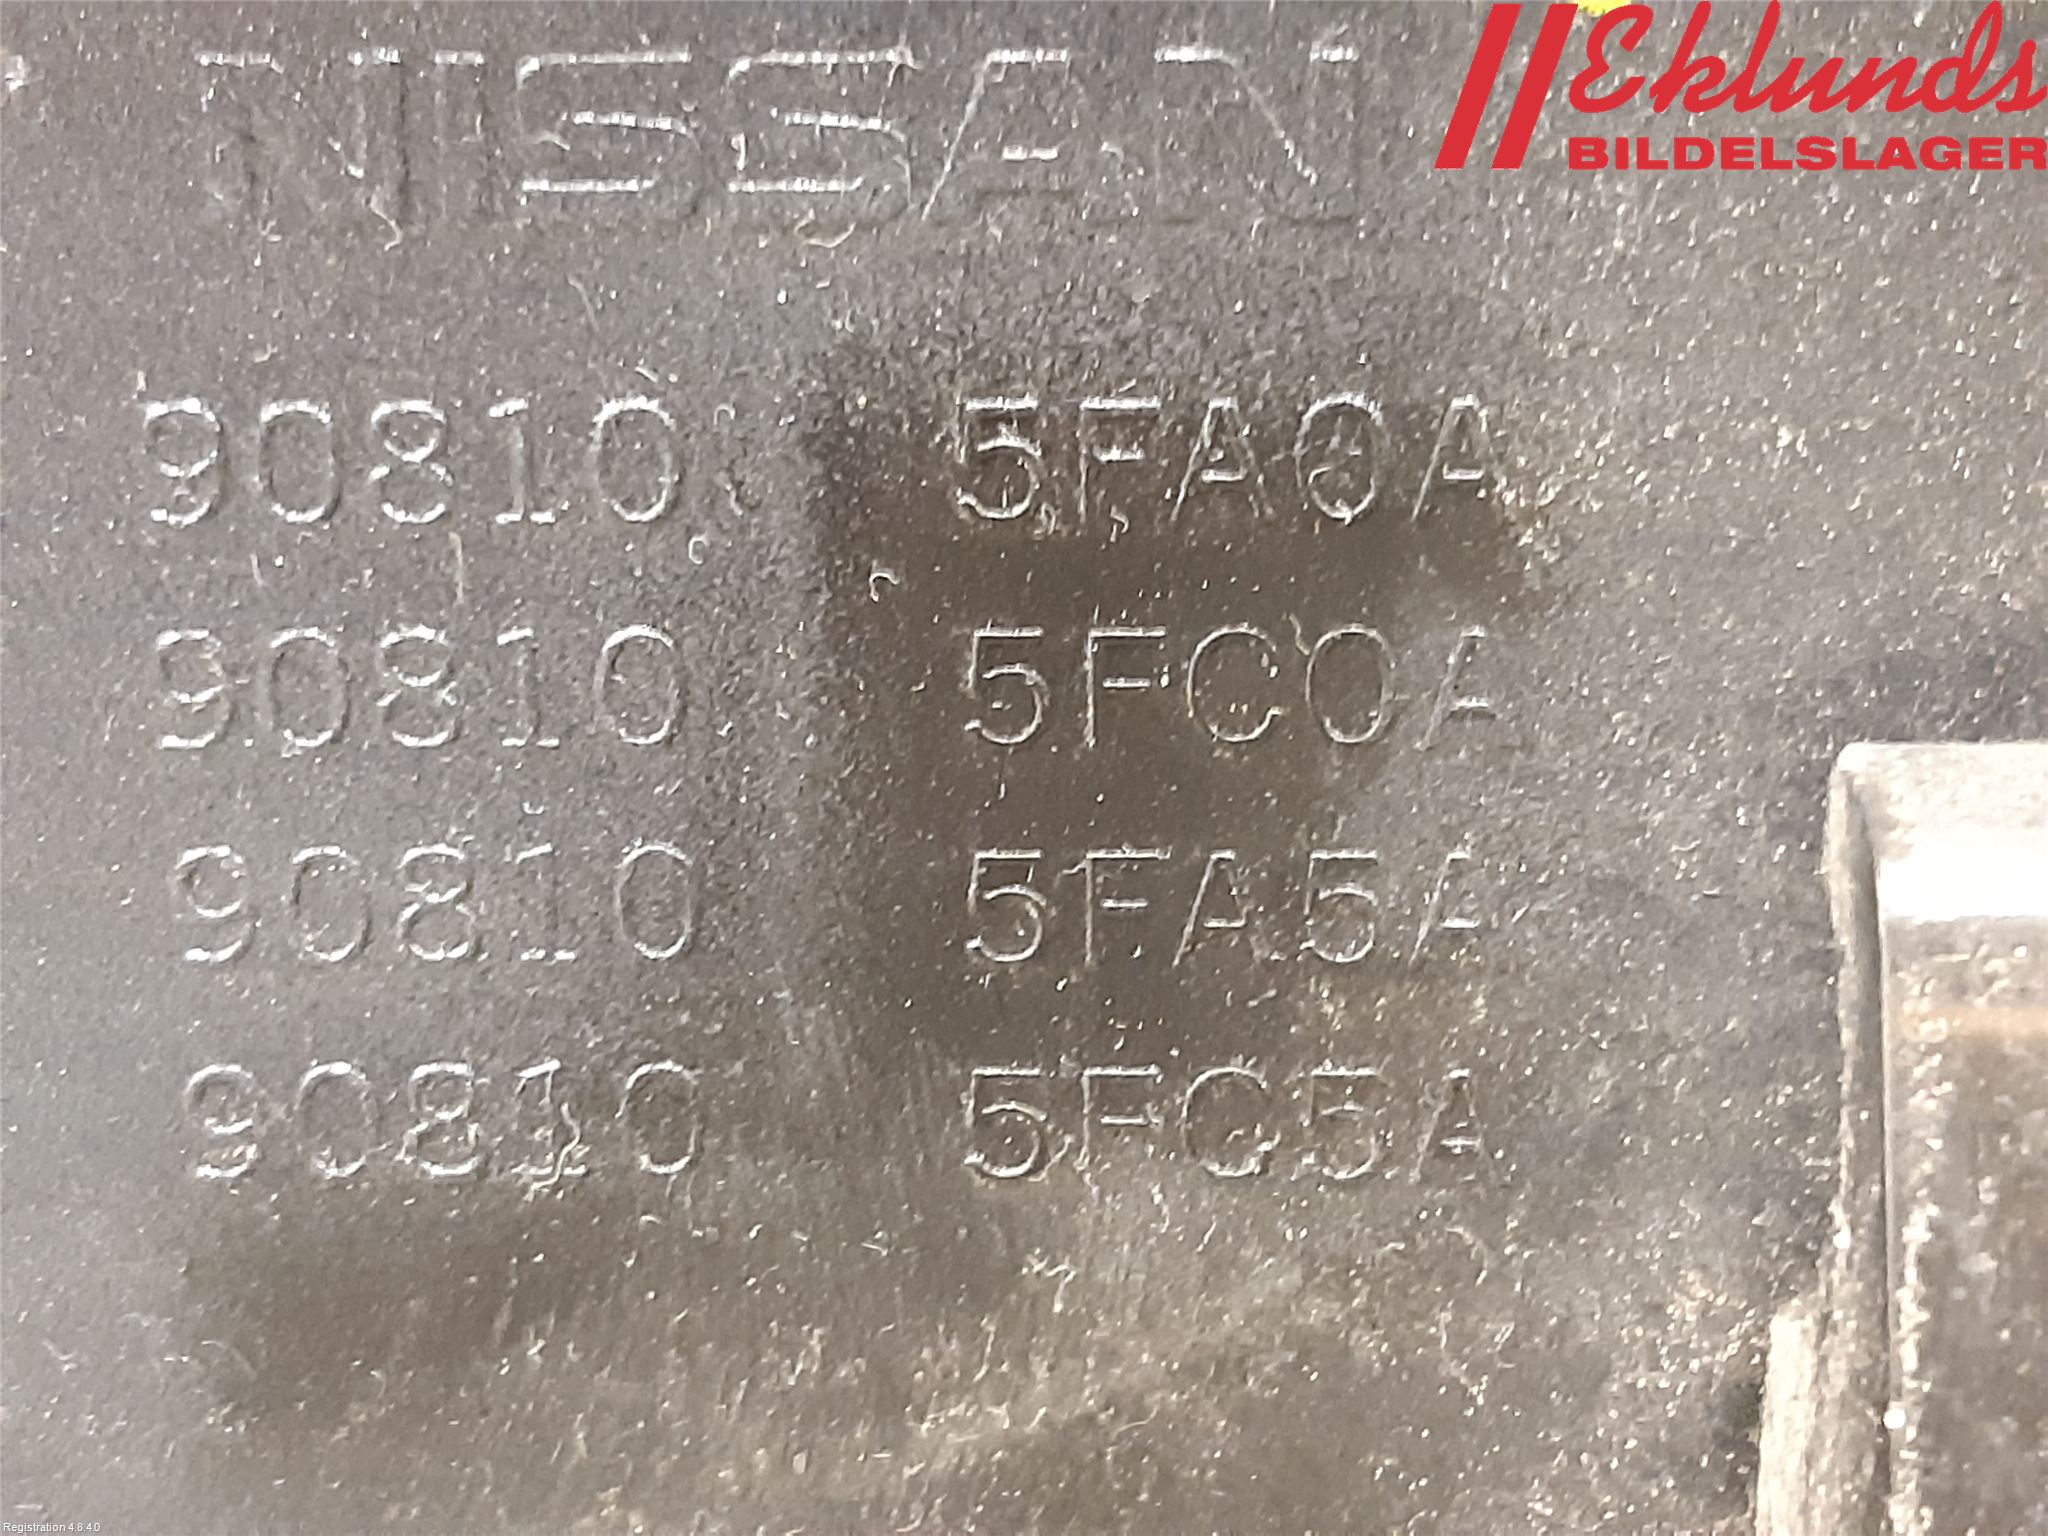 NISSAN
Eklunds
BILDELSLAGER
90810 5FA0A
90810 5FC0A
90810 5FA5A
90810 5FC5A
Registration 4.8.4.0